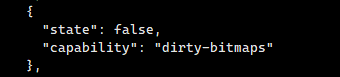 {
"state": false,
"capability": "dirty-bitmaps"
},